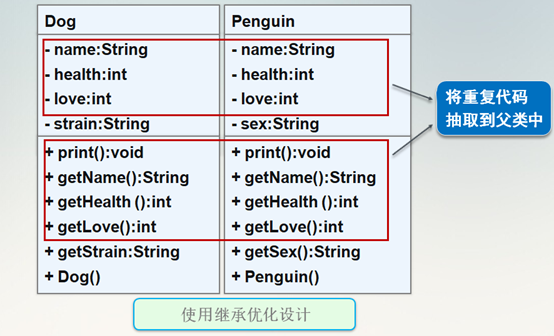 Dog
- name:String
- health:int
- love:int
- strain:String
+ print():void
+ getName():String
+ getHealth ():int
+ getLove():int
+ getStrain:String
+ Dog()
Penguin
- name:String
- health:int
- love:int
- sex:String
+ print():void
+ getName():String
+ getHealth ():int
+ getLove():int
+ getSex():String
+ Penguin()
将重复代码
抽取到父类中
使用继承优化设计